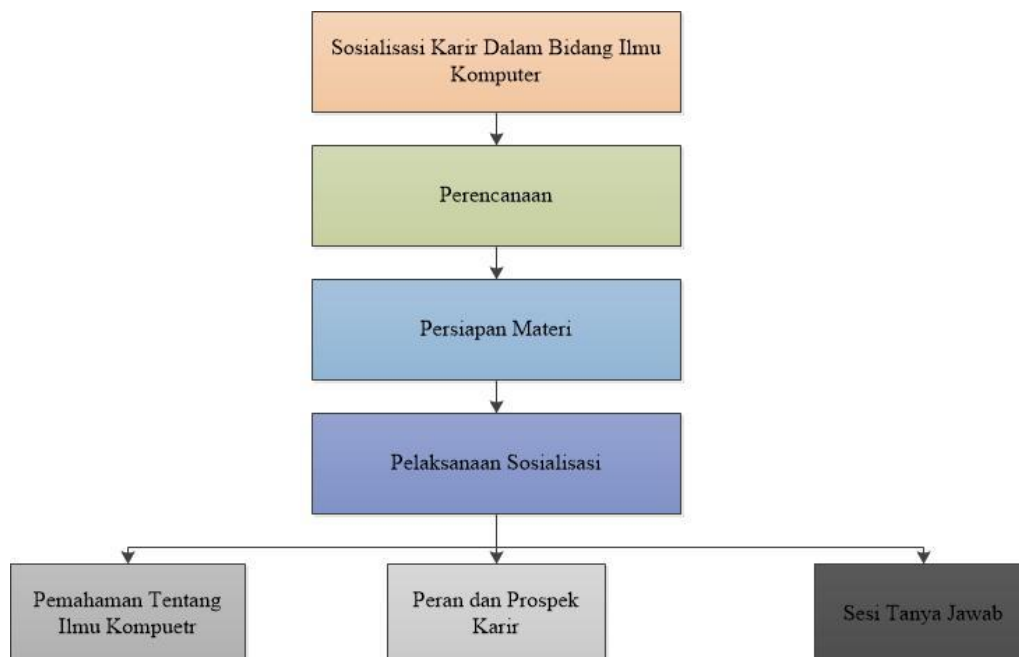 Sosialisasi Karir Dalam Bidang Ilmu
Komputer
Perencanaan
Persiapan Materi
Pelaksanaan Sosialisasi
Pemahaman Tentang
Ilmu Kompuetr
Peran dan Prospek
Karir
Sesi Tanya Jawab